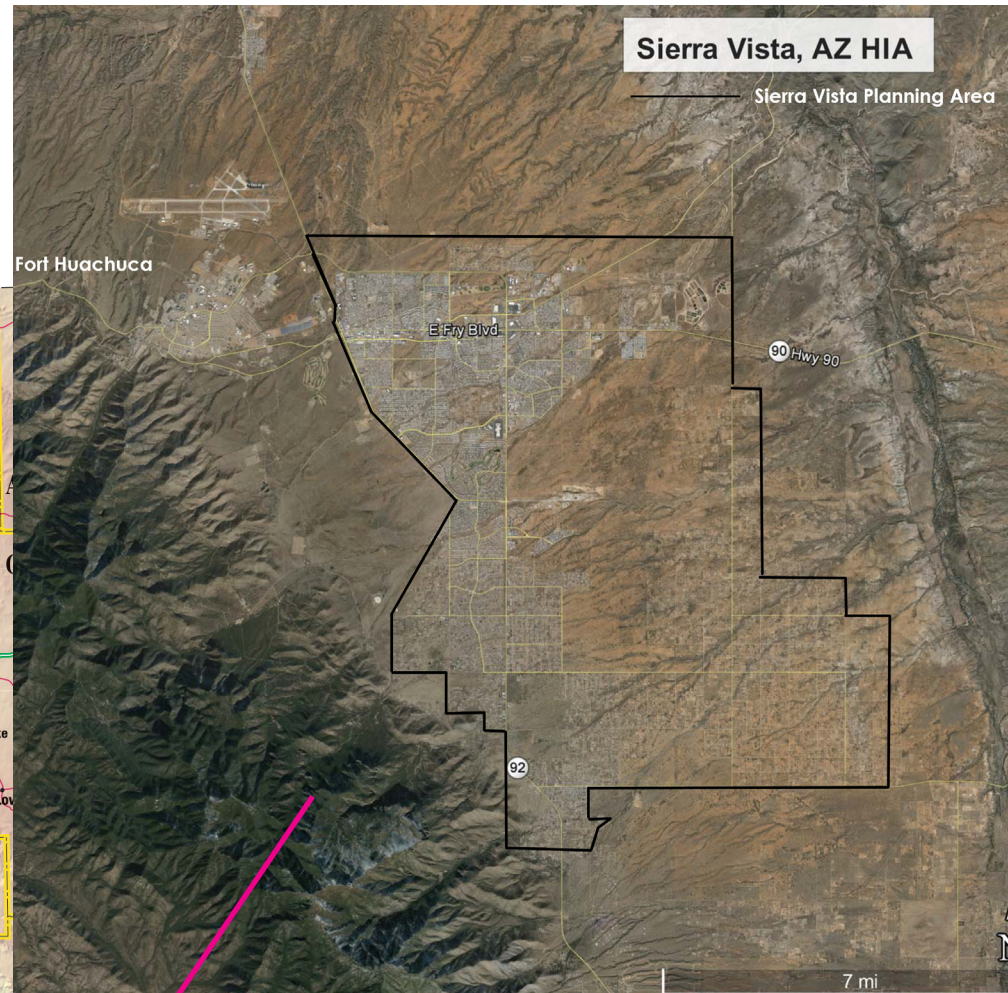 Sierra Vista, AZ HIA
Sierra Vista Planning Area
Fort Huachuca
E Fry Blvd
90 Hwy 90
92
7 mi